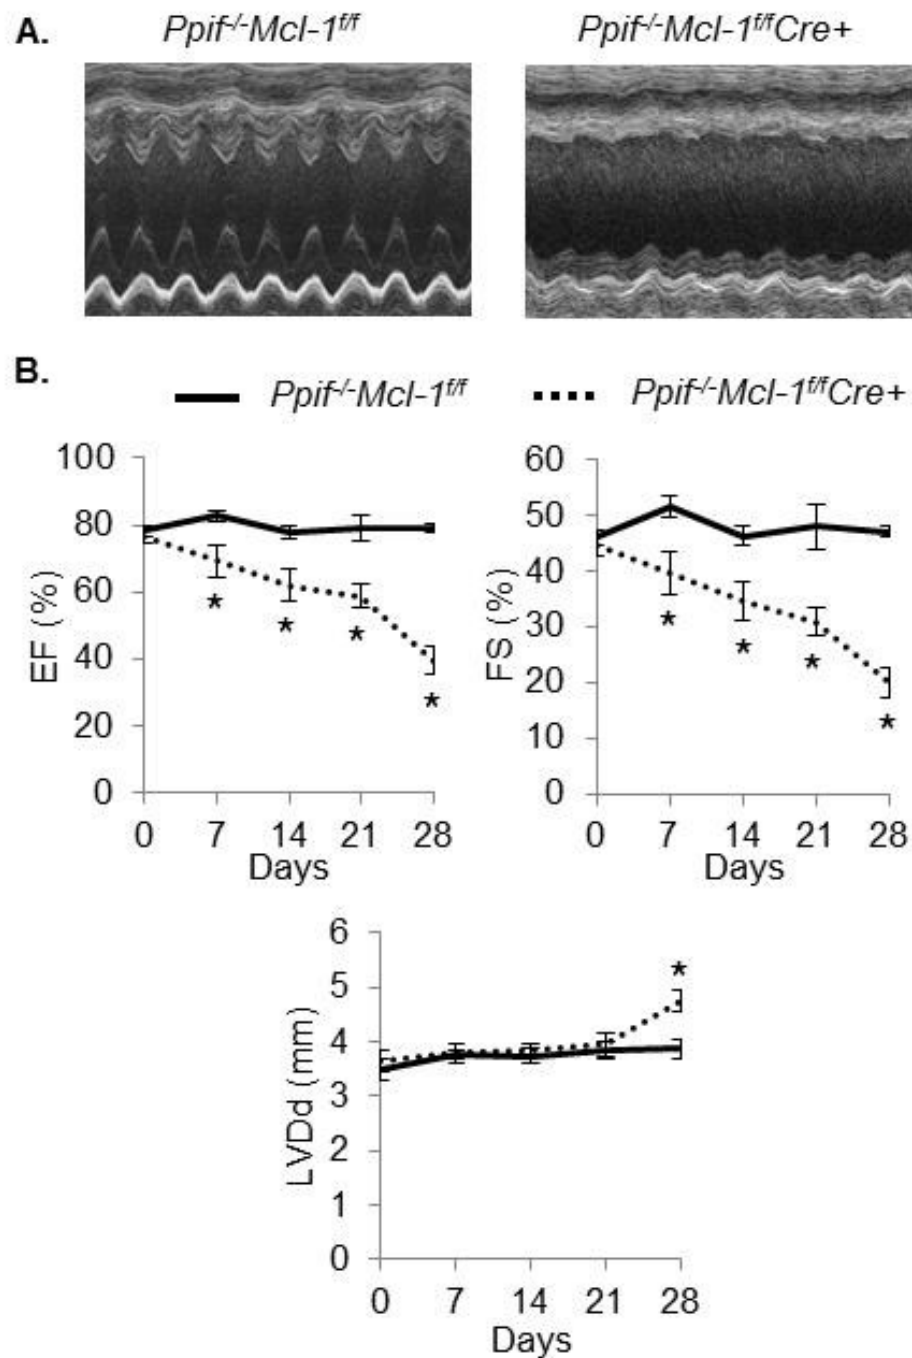 A. Ppif-/-Mcl-1f/f Ppif-/-Mcl-1f/fCre+
B. Ppif-/-Mcl-1f/f Ppif-/-Mcl-1f/fCre+
EF (%)
100
80
60
40
20
0
* * * *
0 7 14 21 28
Days
FS (%)
60
50
40
30
20
10
0
* * * *
0 7 14 21 28
Days
LVDd (mm)
6
5
4
3
2
1
0
*
0 7 14 21 28
Days